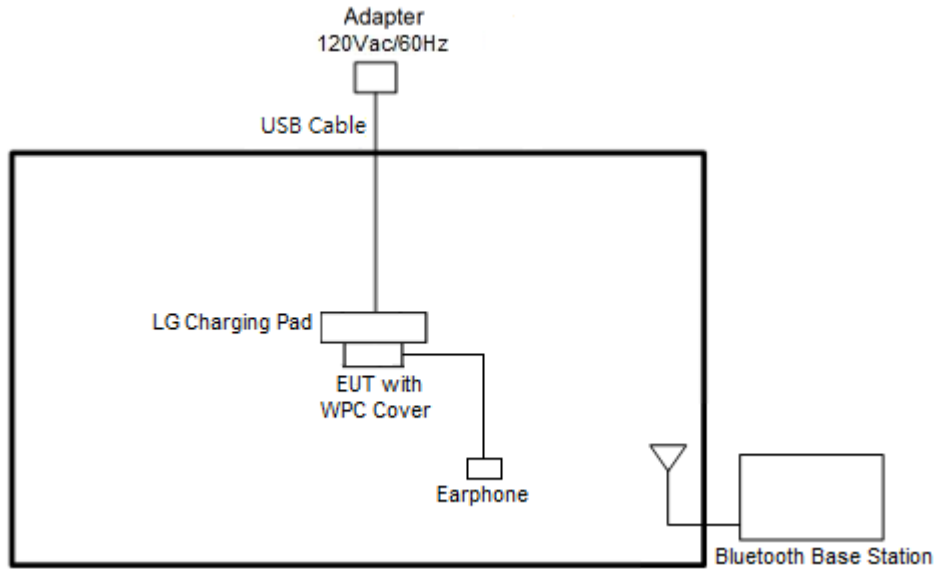 Adapter
120Vac/60Hz
USB Cable
LG Charging Pad
EUT with
WPC Cover
Earphone
Bluetooth Base Station